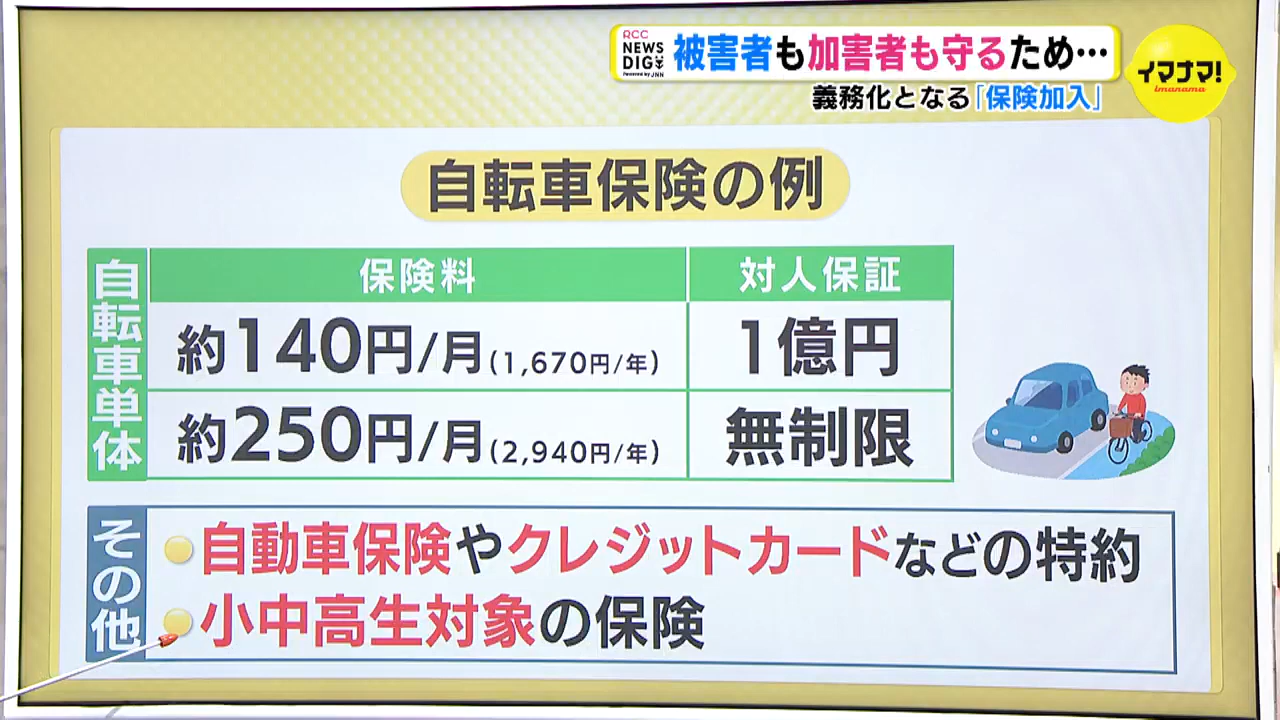 RCC
NEWS
DIG
Powered by JNN
被害者も加害者も守るため…
義務化となる「保険加入」
イマナマ!
Imanama
自転車保険の例
自転車単体
保険料
対人保証
約140円/月(1,670円/年)
1億円
約250円/月(2,940円/年)
無制限
その他
自動車保険やクレジットカードなどの特約
小中高生対象の保険